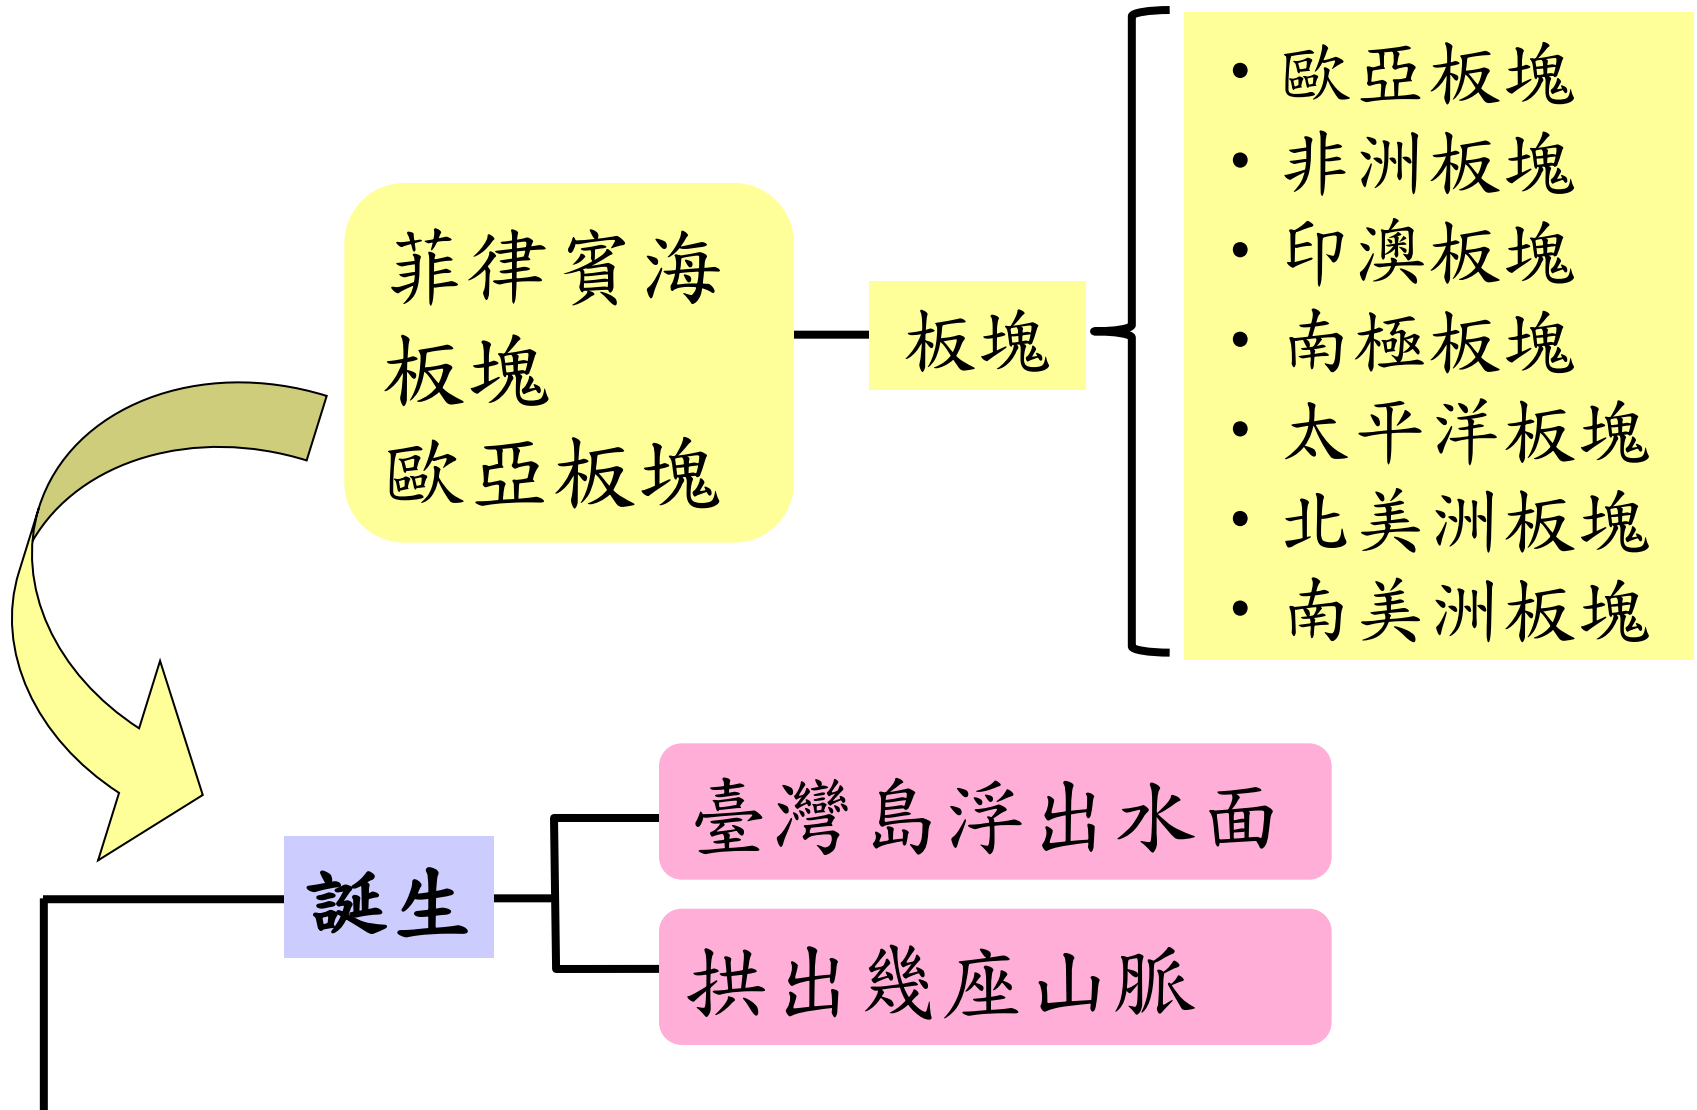 菲律賓海
板塊
歐亞板塊
板塊
• 歐亞板塊
• 非洲板塊
• 印澳板塊
• 南極板塊
• 太平洋板塊
• 北美洲板塊
• 南美洲板塊
誕生
臺灣島浮出水面
拱出幾座山脈